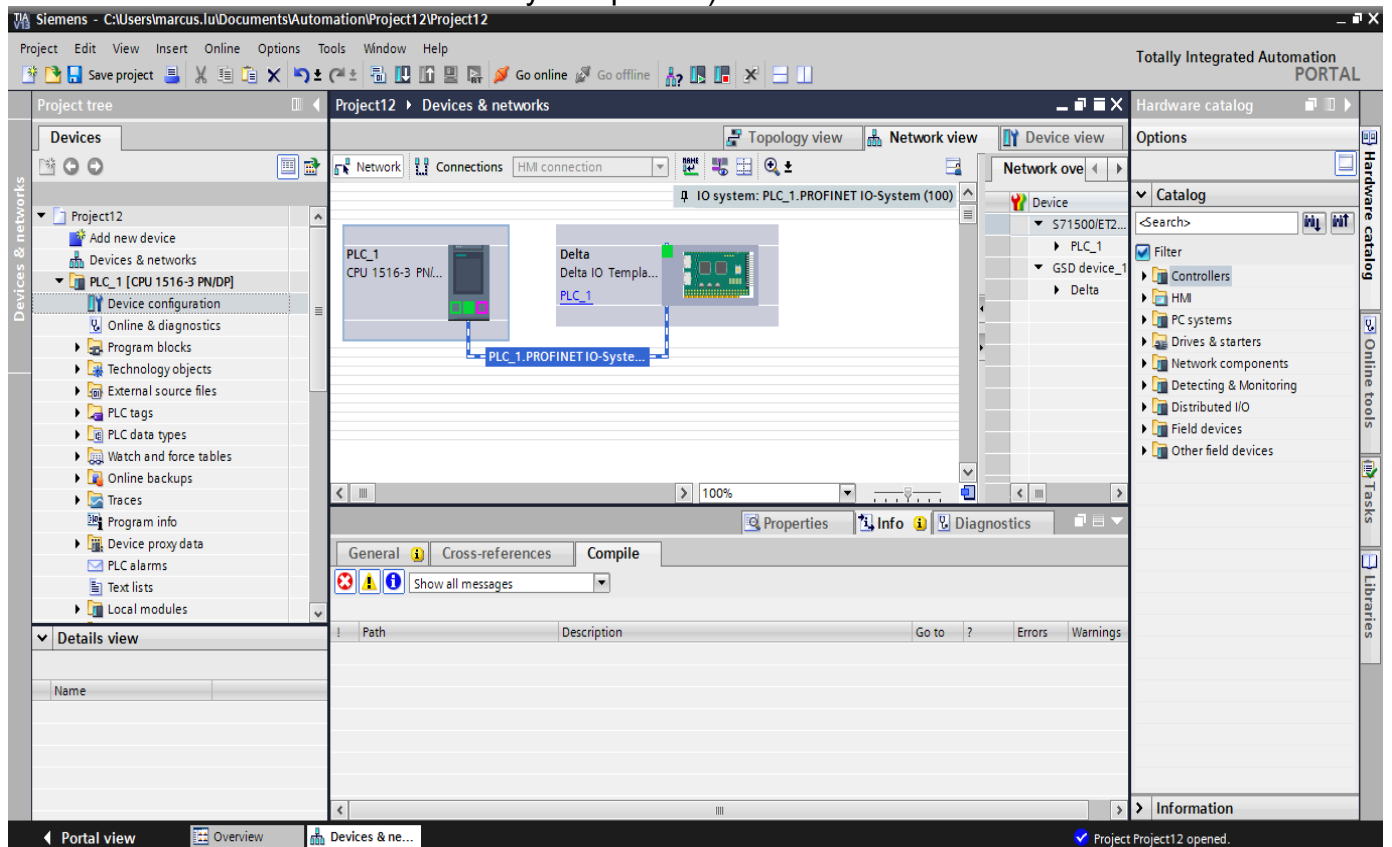 Siemens - C:\Users\marcus.lu\Documents\Automation\Project12\Project12
Project Edit View Insert Online Options Tools Window Help
Totally Integrated Automation
PORTAL
Save project Go online Go offline
Project tree
Devices
Project12
Add new device
Devices & networks
PLC_1 [CPU 1516-3 PN/DP]
Device configuration
Online & diagnostics
Program blocks
Technology objects
External source files
PLC tags
PLC data types
Watch and force tables
Online backups
Traces
Program info
Device proxy data
PLC alarms
Text lists
Local modules
Details view
Name
Devices & networks
Project12 Devices & networks
Topology view Network view Device view
Network Connections HMI connection
IO system: PLC_1.PROFINET IO-System (100)
PLC_1
CPU 1516-3 PN/...
Delta
Delta IO Templa...
PLC_1
PLC_1.PROFINET IO-Syste...
100%
Network ove
Device
S71500/ET2...
PLC_1
GSD device_1
Delta
Properties Info Diagnostics
General Cross-references Compile
Show all messages
! Path Description Go to ? Errors Warnings
Hardware catalog
Options
Catalog
<Search>
Filter
Controllers
HMI
PC systems
Drives & starters
Network components
Detecting & Monitoring
Distributed I/O
Field devices
Other field devices
Information
Hardware catalog
Online tools
Tasks
Libraries
Portal view Overview Devices & ne...
Project Project12 opened.